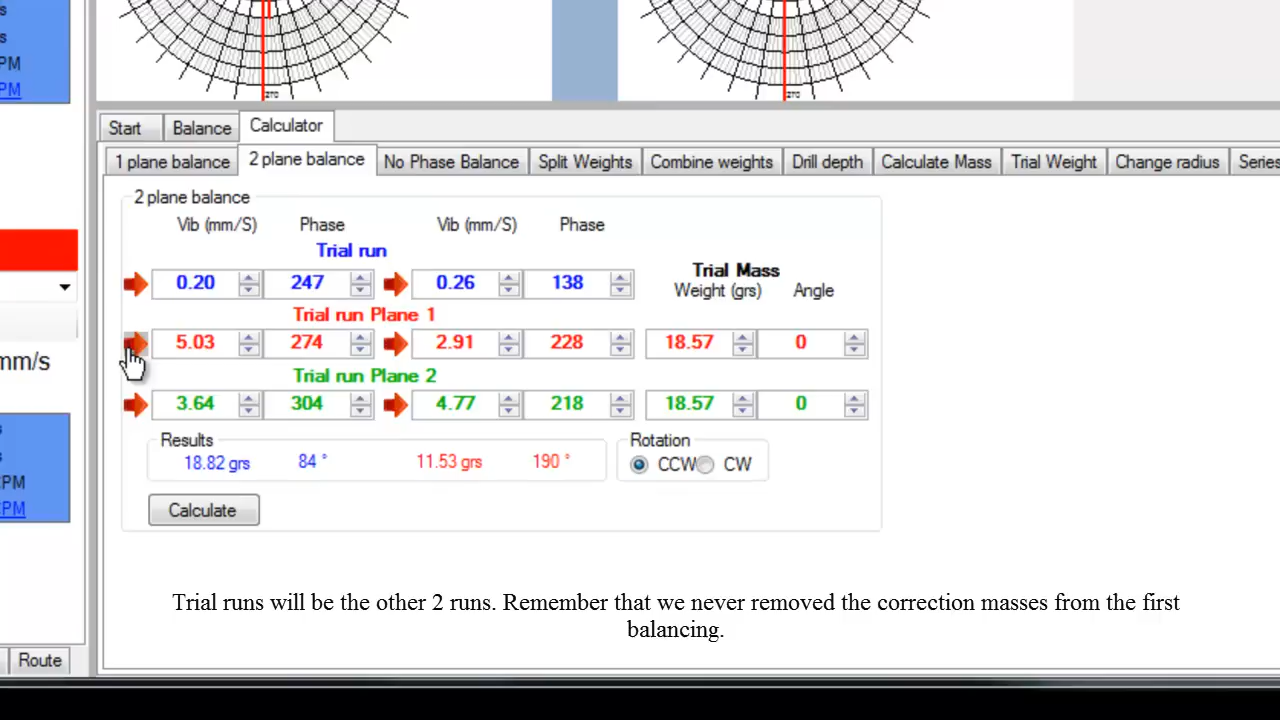 s
s
PM
PM
270
270
Start Balance Calculator
1 plane balance 2 plane balance No Phase Balance Split Weights Combine weights Drill depth Calculate Mass Trial Weight Change radius Series
2 plane balance
Vib (mm/S) Phase Vib (mm/S) Phase
Trial run
Trial Mass
0.20 247 0.26 138
Weight (grs) Angle
Trial run Plane 1
5.03 274 2.91 228 18.57 0
mm/s
Trial run Plane 2
3.64 304 4.77 218 18.57 0
s
s
CPM
CPM
Results Rotation
18.82 grs 84 ° 11.53 grs 190 ° CCW CW
Calculate
Trial runs will be the other 2 runs. Remember that we never removed the correction masses from the first
balancing.
Route